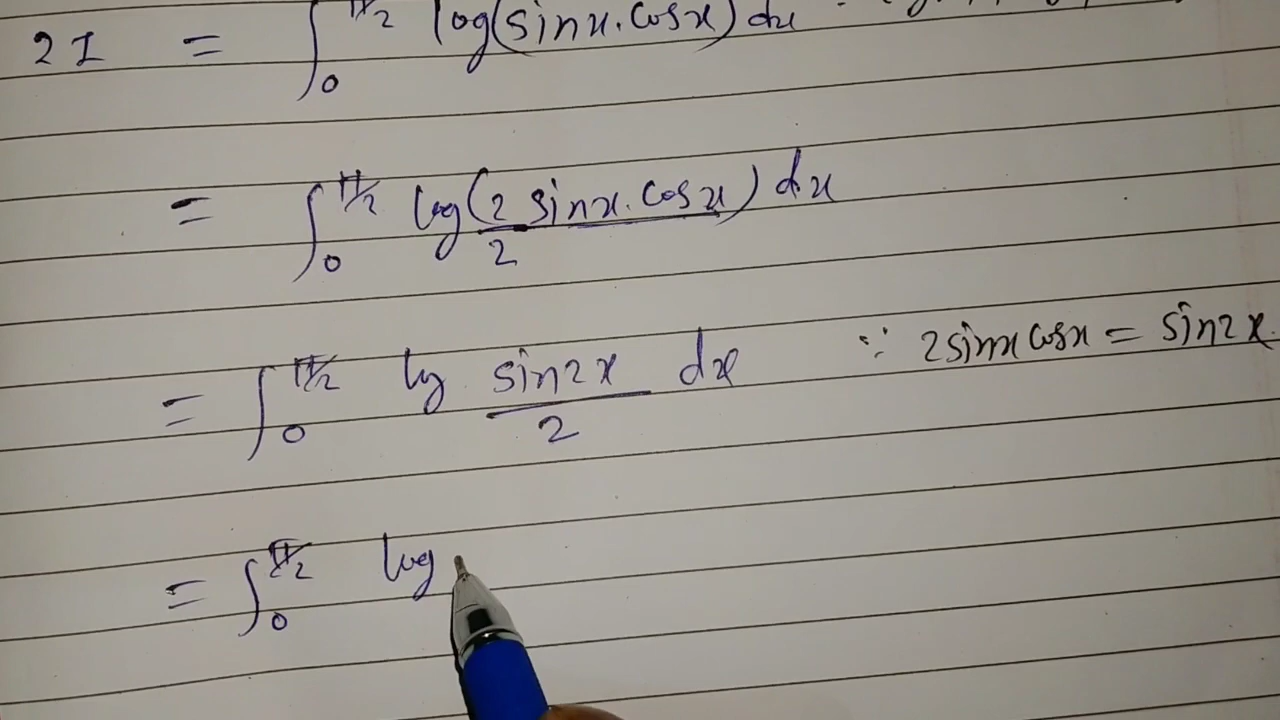 2I = ∫₀^π/2 log(sinx.cosx) dx
= ∫₀^π/2 log(2 sinx.cosx)/2 dx
= ∫₀^π/2 log sin2x/2 dx ∵ 2sinx cosx = sin2x.
= ∫₀^π/2 log